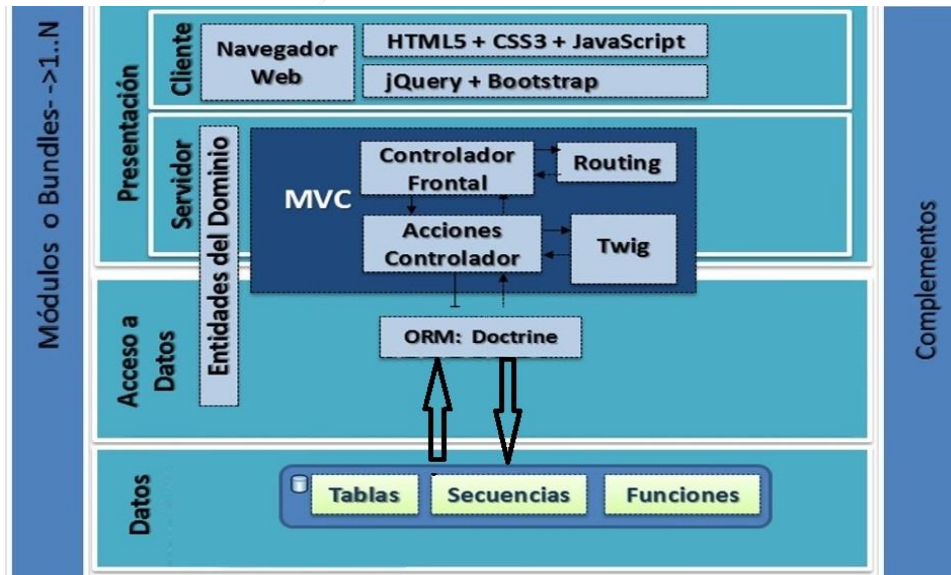 Módulos o Bundles- ->1..N
Presentación
Cliente
Navegador
Web
HTML5 + CSS3 + JavaScript
jQuery + Bootstrap
Servidor
Entidades del Dominio
MVC
Controlador
Frontal
Routing
Acciones
Controlador
Twig
Acceso a
Datos
ORM: Doctrine
Datos
Tablas
Secuencias
Funciones
Complementos